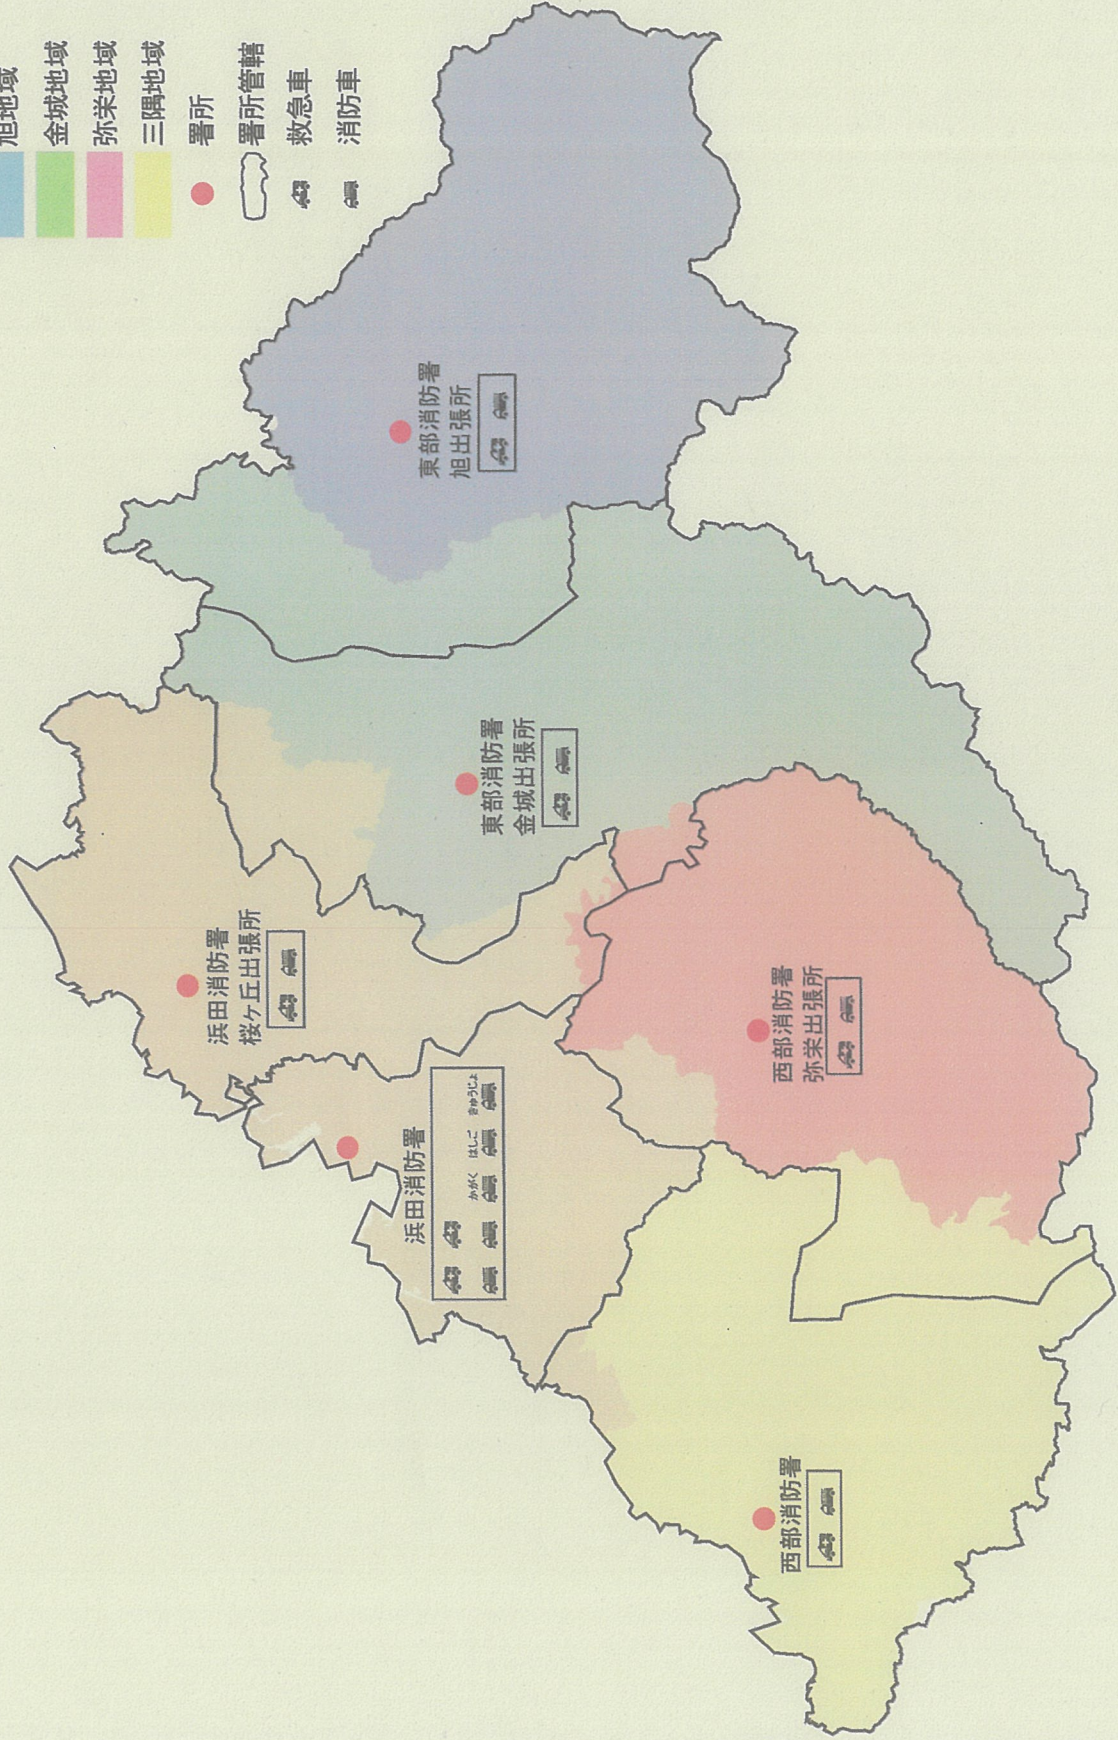 旭地域
金城地域
弥栄地域
三隅地域
署所
署所管轄
救急車
消防車
東部消防署
旭出張所
東部消防署
金城出張所
浜田消防署
桜ヶ丘出張所
浜田消防署
かがく はしご きゅうじょ
西部消防署
弥栄出張所
西部消防署